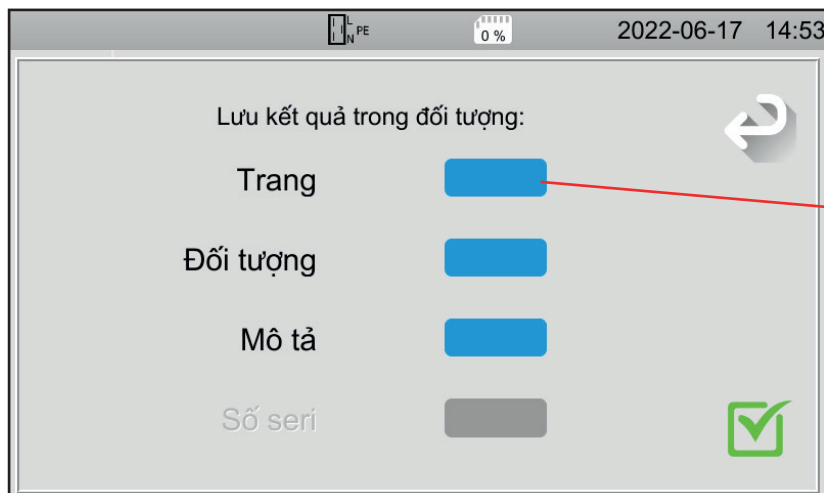 L
N PE
0 %
2022-06-17 14:53
Lưu kết quả trong đối tượng:
Trang
Đối tượng
Mô tả
Số seri